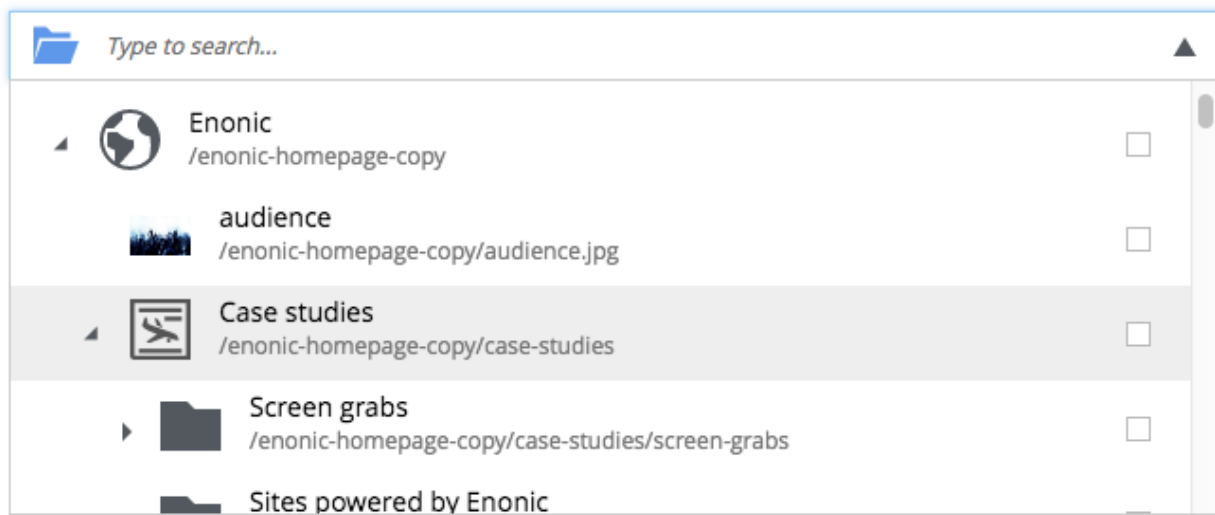 Type to search...
Enonic
/enonic-homepage-copy
audience
/enonic-homepage-copy/audience.jpg
Case studies
/enonic-homepage-copy/case-studies
Screen grabs
/enonic-homepage-copy/case-studies/screen-grabs
Sites powered by Enonic